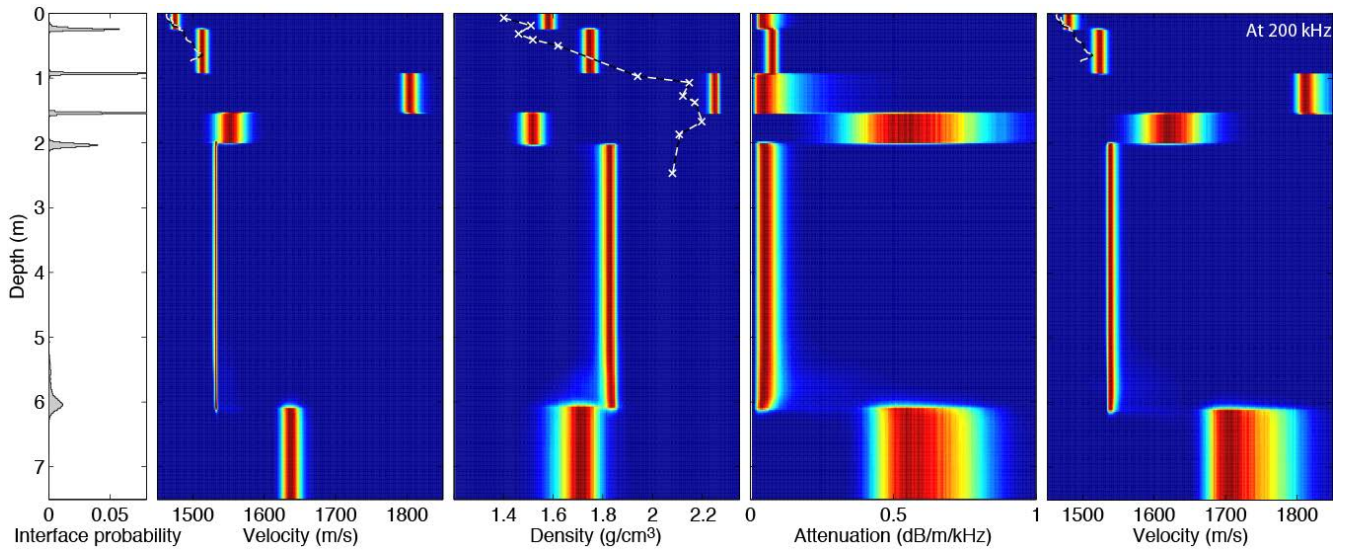 At 200 kHz
0
1
2
3
4
5
6
7
Depth (m)
0 0.05
1500 1600 1700 1800
1.4 1.6 1.8 2 2.2
0 0.5 1
1500 1600 1700 1800
Interface probability
Velocity (m/s)
Density (g/cm³)
Attenuation (dB/m/kHz)
Velocity (m/s)